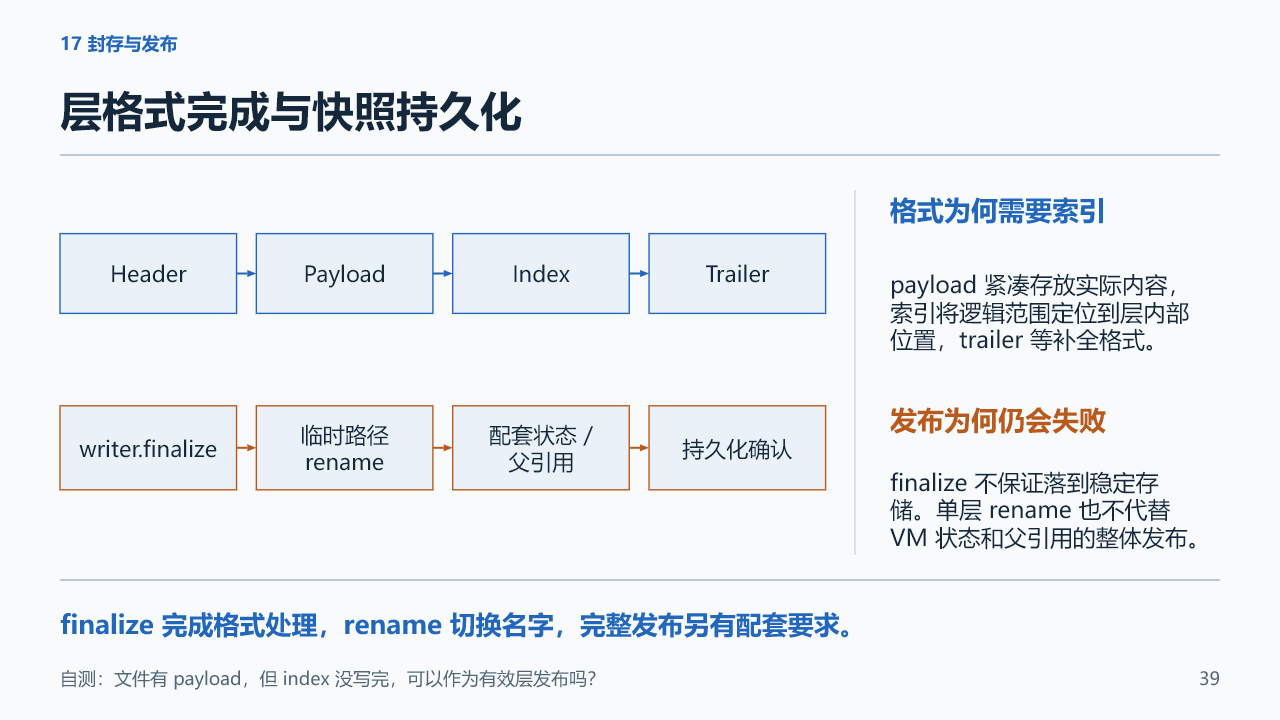 17 封存与发布
层格式完成与快照持久化
Header
Payload
Index
Trailer
writer.finalize
临时路径
rename
配套状态 /
父引用
持久化确认
格式为何需要索引
payload 紧凑存放实际内容，
索引将逻辑范围定位到层内部
位置，trailer 等补全格式。
发布为何仍会失败
finalize 不保证落到稳定存
储。单层 rename 也不代替
VM 状态和父引用的整体发布。
finalize 完成格式处理，rename 切换名字，完整发布另有配套要求。
自测：文件有 payload，但 index 没写完，可以作为有效层发布吗？
39